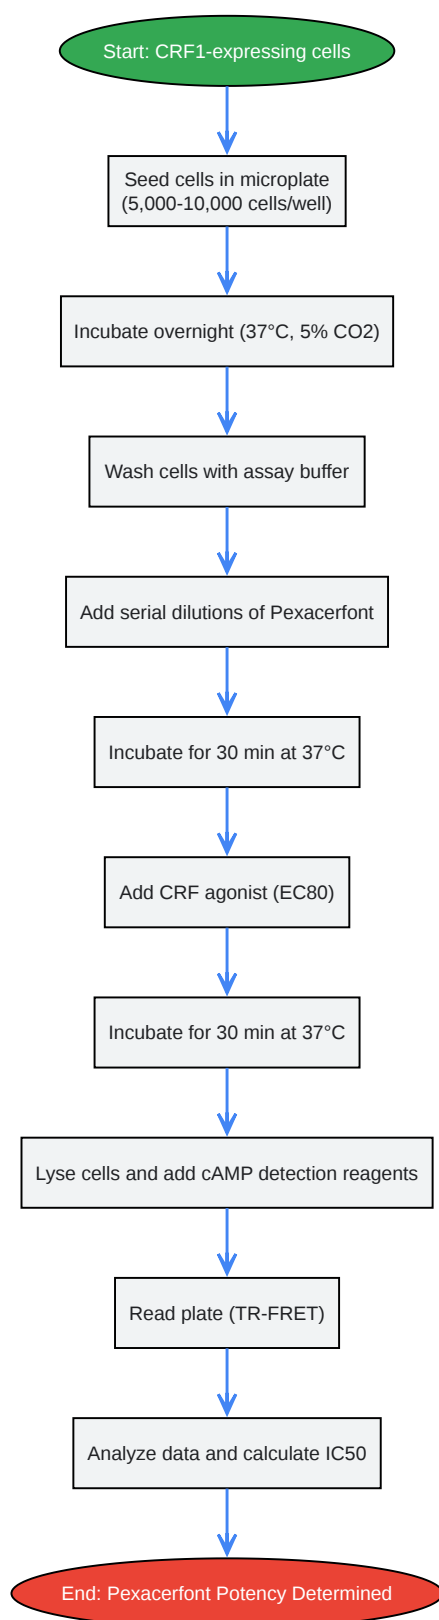 Start: CRF1-expressing cells
Seed cells in microplate
(5,000-10,000 cells/well)
Incubate overnight (37°C, 5% CO2)
Wash cells with assay buffer
Add serial dilutions of Pexacerfont
Incubate for 30 min at 37°C
Add CRF agonist (EC80)
Incubate for 30 min at 37°C
Lyse cells and add cAMP detection reagents
Read plate (TR-FRET)
Analyze data and calculate IC50
End: Pexacerfont Potency Determined